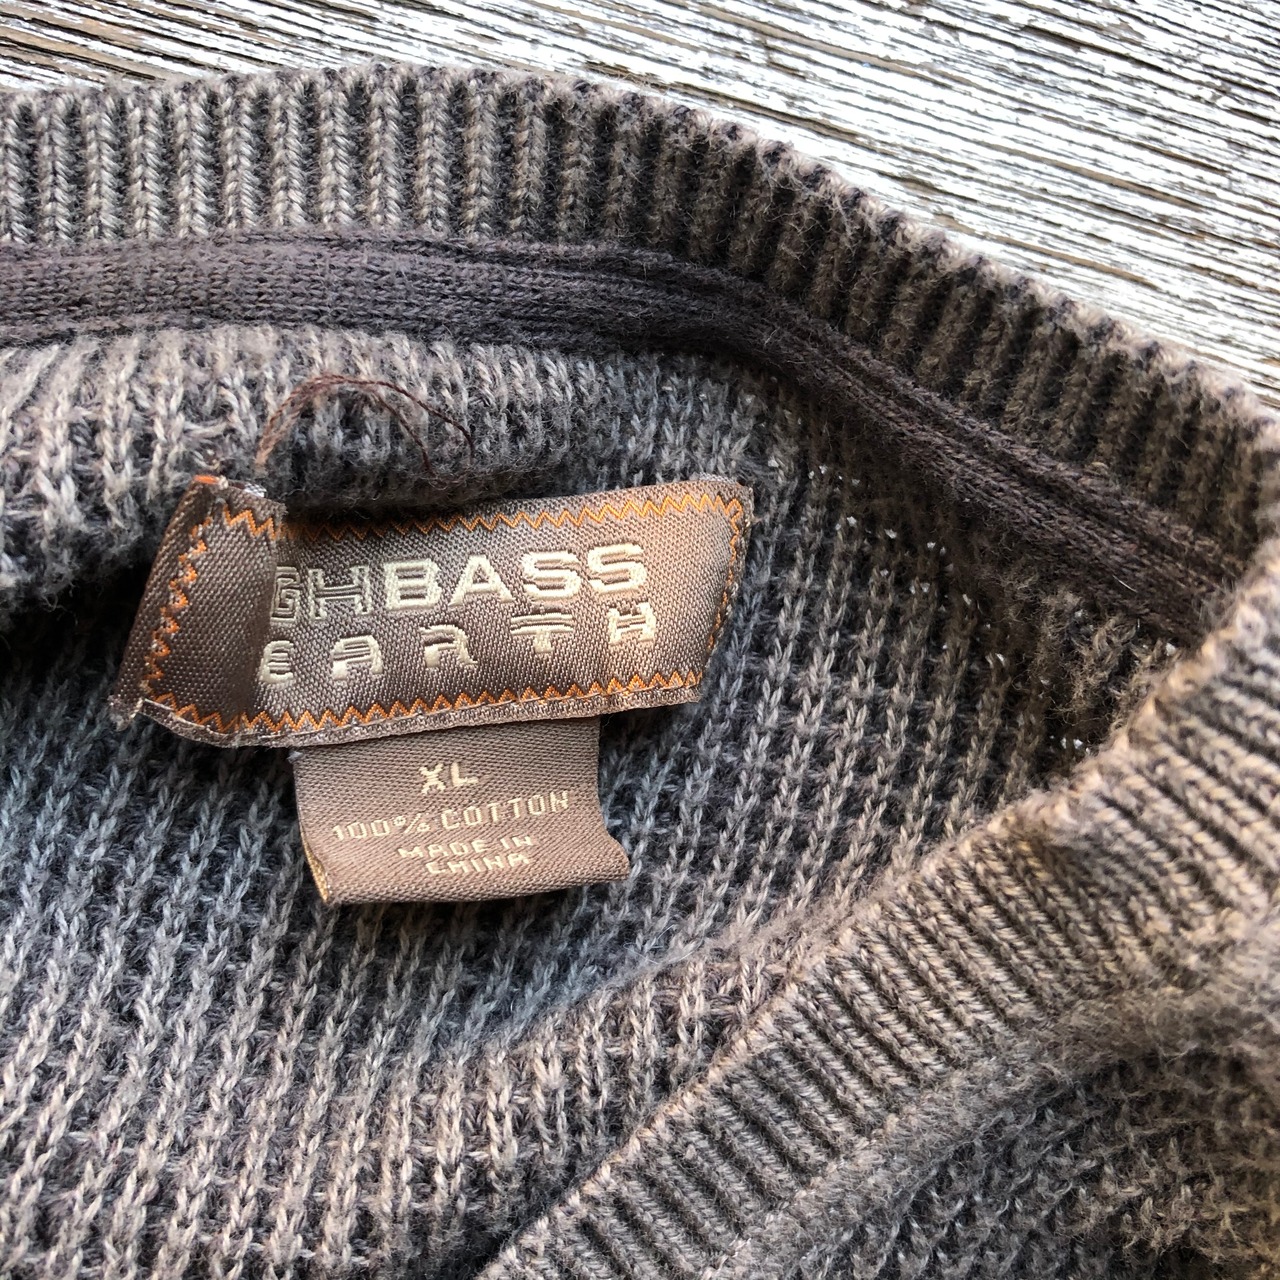 GHBASS
EARTH
XL
100% COTTON
MADE IN
CHINA